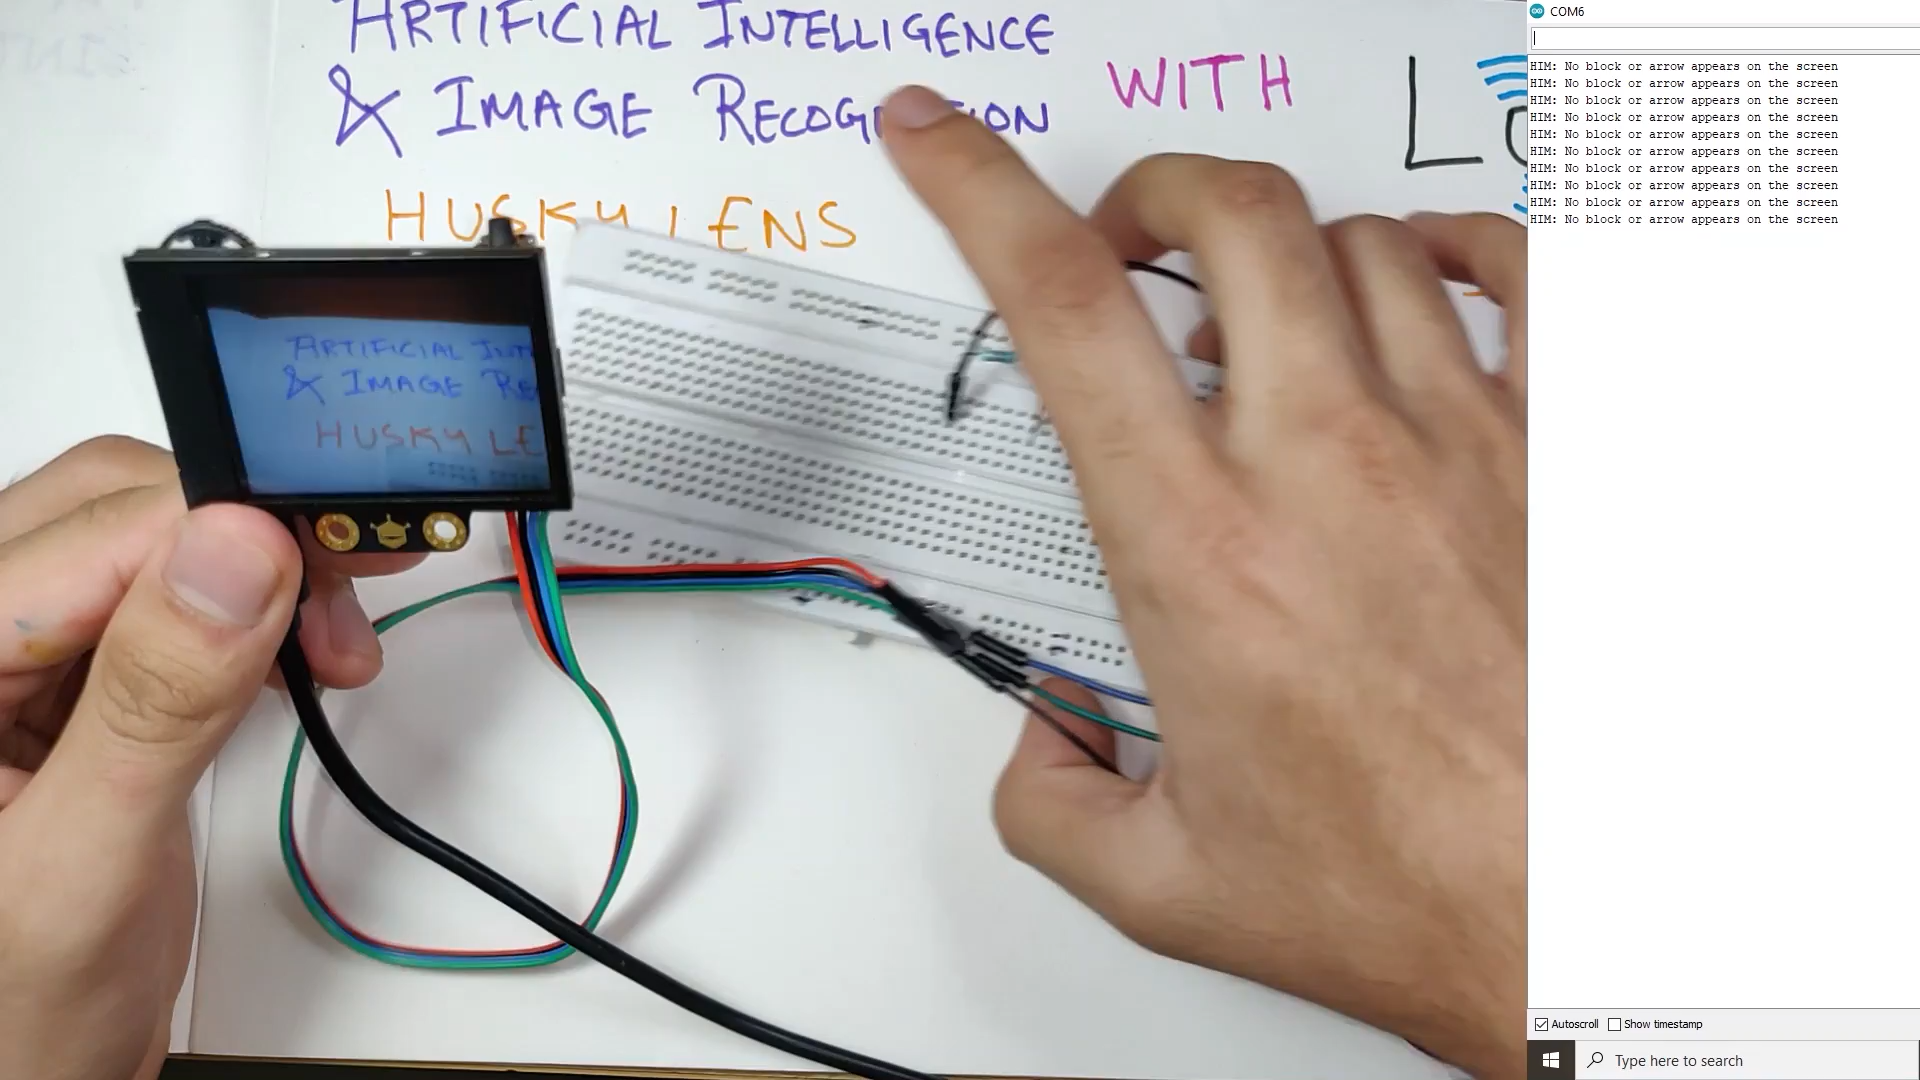 ARTIFICIAL INTELLIGENCE
& IMAGE
WITH
HUSKY LENS
ARTIFICIAL
& IMAGE
HUSKY
COM6
HIM: No block or arrow appears on the screen
HIM: No block or arrow appears on the screen
HIM: No block or arrow appears on the screen
HIM: No block or arrow appears on the screen
HIM: No block or arrow appears on the screen
HIM: No block or arrow appears on the screen
HIM: No block or arrow appears on the screen
HIM: No block or arrow appears on the screen
HIM: No block or arrow appears on the screen
HIM: No block or arrow appears on the screen
Autoscroll Show timestamp
Type here to search